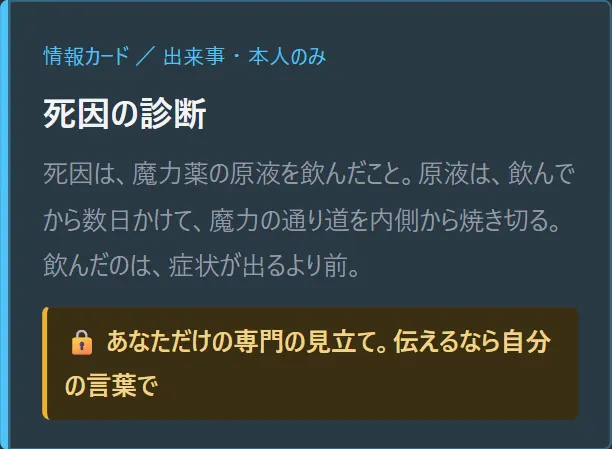 情報カード ／ 出来事 · 本人のみ
死因の診断
死因は、魔力薬の原液を飲んだこと。原液は、飲んで
から数日かけて、魔力の通り道を内側から焼き切る。
飲んだのは、症状が出るより前。
🔒 あなただけの専門の見立て。伝えるなら自分
の言葉で